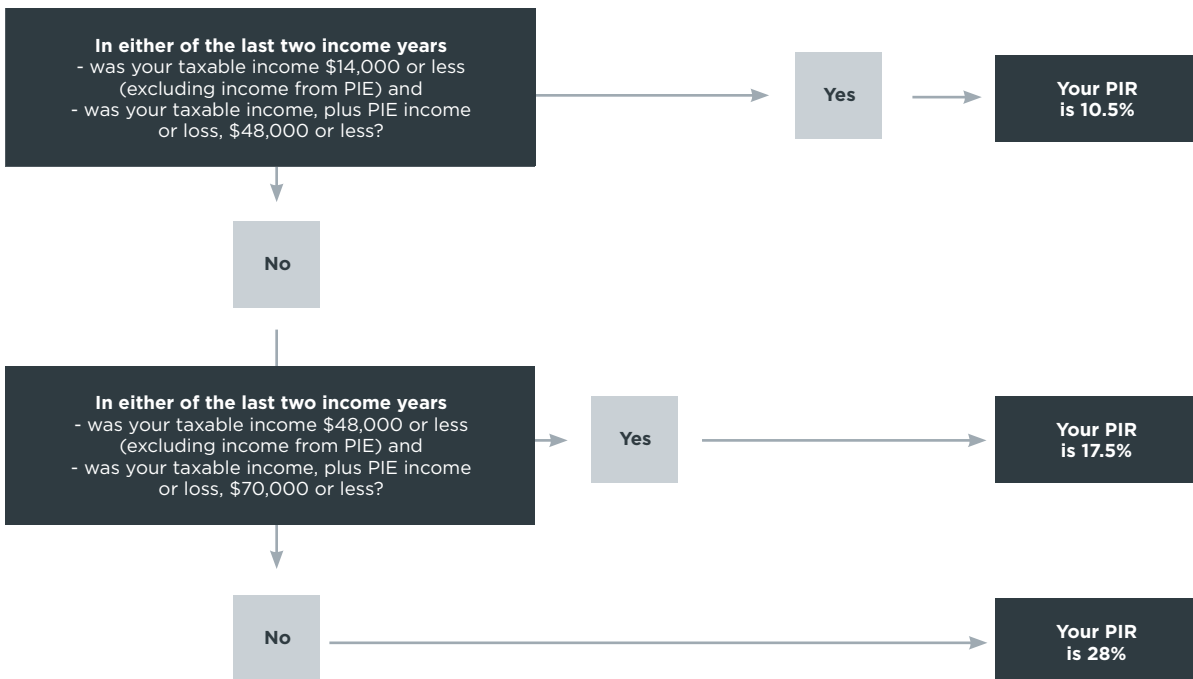 In either of the last two income years
- was your taxable income $14,000 or less
(excluding income from PIE) and
- was your taxable income, plus PIE income
or loss, $48,000 or less?
Yes
Your PIR
is 10.5%
No
In either of the last two income years
- was your taxable income $48,000 or less
(excluding income from PIE) and
- was your taxable income, plus PIE income
or loss, $70,000 or less?
Yes
Your PIR
is 17.5%
No
Your PIR
is 28%